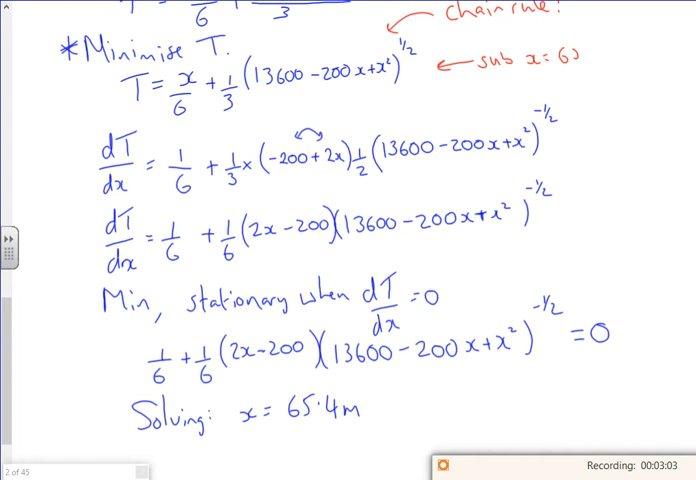 T = x/6 + 3
chain rule!
*Minimise T.
T = x/6 + 1/3 (13600 - 200x + x²)^1/2
← sub x = 6
dT/dx = 1/6 + 1/3 × (-200 + 2x) 1/2 (13600 - 200x + x²)^-1/2
dT/dx = 1/6 + 1/6 (2x - 200)(13600 - 200x + x²)^-1/2
Min, stationary when dT/dx = 0
1/6 + 1/6 (2x - 200)(13600 - 200x + x²)^-1/2 = 0
Solving: x = 65.4m
2 of 45
Recording: 00:03:03